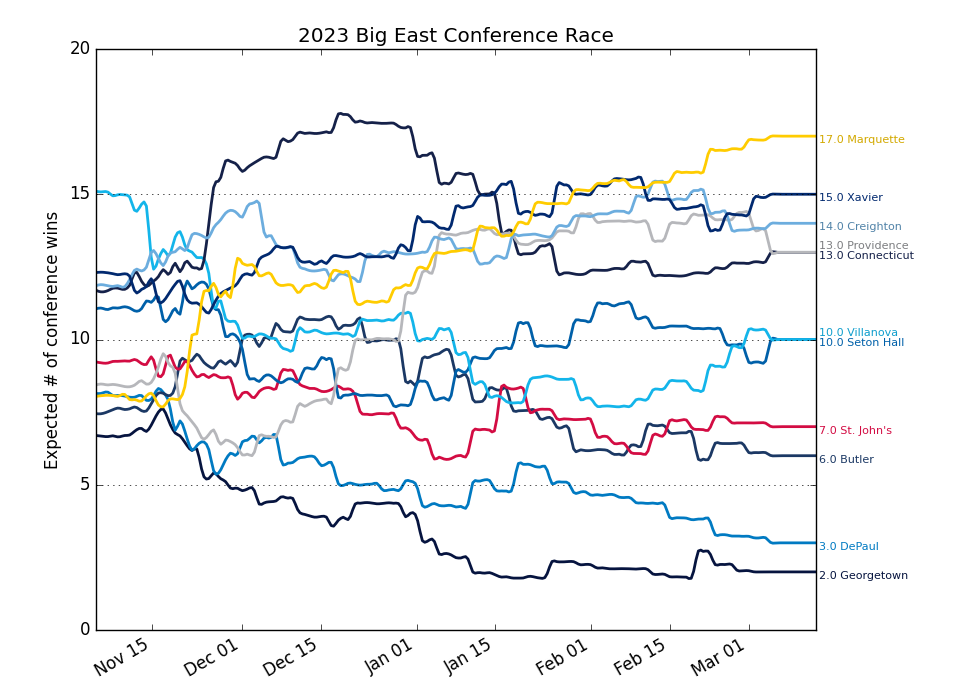 2023 Big East Conference Race
Expected # of conference wins
20
15
10
5
0
17.0 Marquette
15.0 Xavier
14.0 Creighton
13.0 Providence
13.0 Connecticut
10.0 Villanova
10.0 Seton Hall
7.0 St. John's
6.0 Butler
3.0 DePaul
2.0 Georgetown
Nov 15
Dec 01
Dec 15
Jan 01
Jan 15
Feb 01
Feb 15
Mar 01